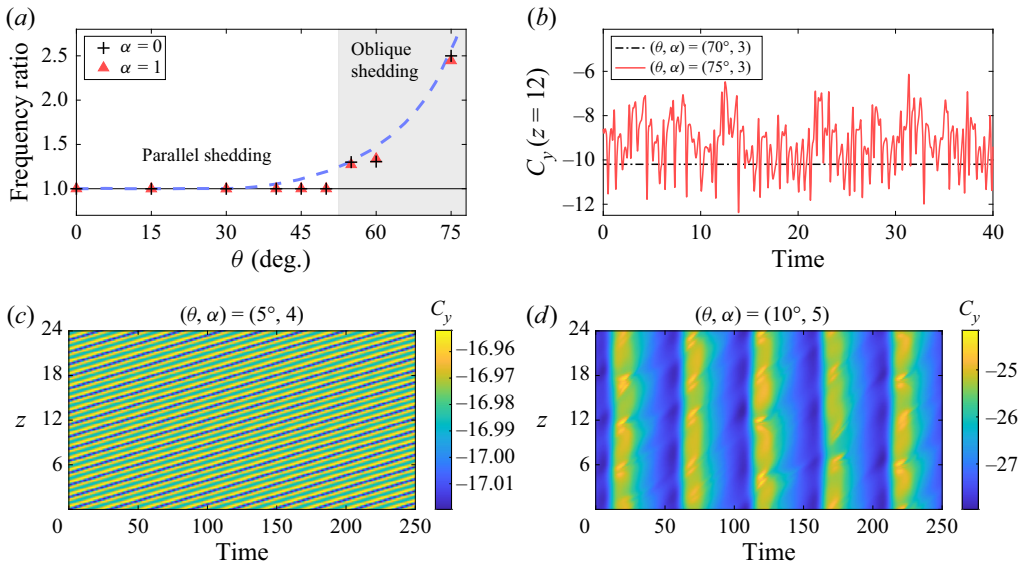 (a)
Frequency ratio
2.5
2.0
1.5
1.0
α = 0
α = 1
Oblique
shedding
Parallel shedding
0 15 30 45 60 75
θ (deg.)
(b)
C_y (z = 12)
−6
−8
−10
−12
(θ, α) = (70°, 3)
(θ, α) = (75°, 3)
0 10 20 30 40
Time
(c)
(θ, α) = (5°, 4)
C_y
z
24
18
12
6
0 50 100 150 200 250
Time
−16.96
−16.97
−16.98
−16.99
−17.00
−17.01
(d)
(θ, α) = (10°, 5)
C_y
z
24
18
12
6
0 50 100 150 200 250
Time
−25
−26
−27